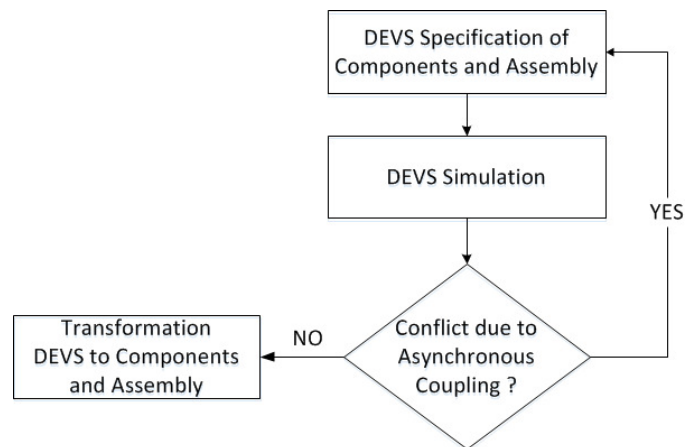 DEVS Specification of
Components and Assembly
DEVS Simulation
YES
Conflict due to
Asynchronous
Coupling ?
NO
Transformation
DEVS to Components
and Assembly